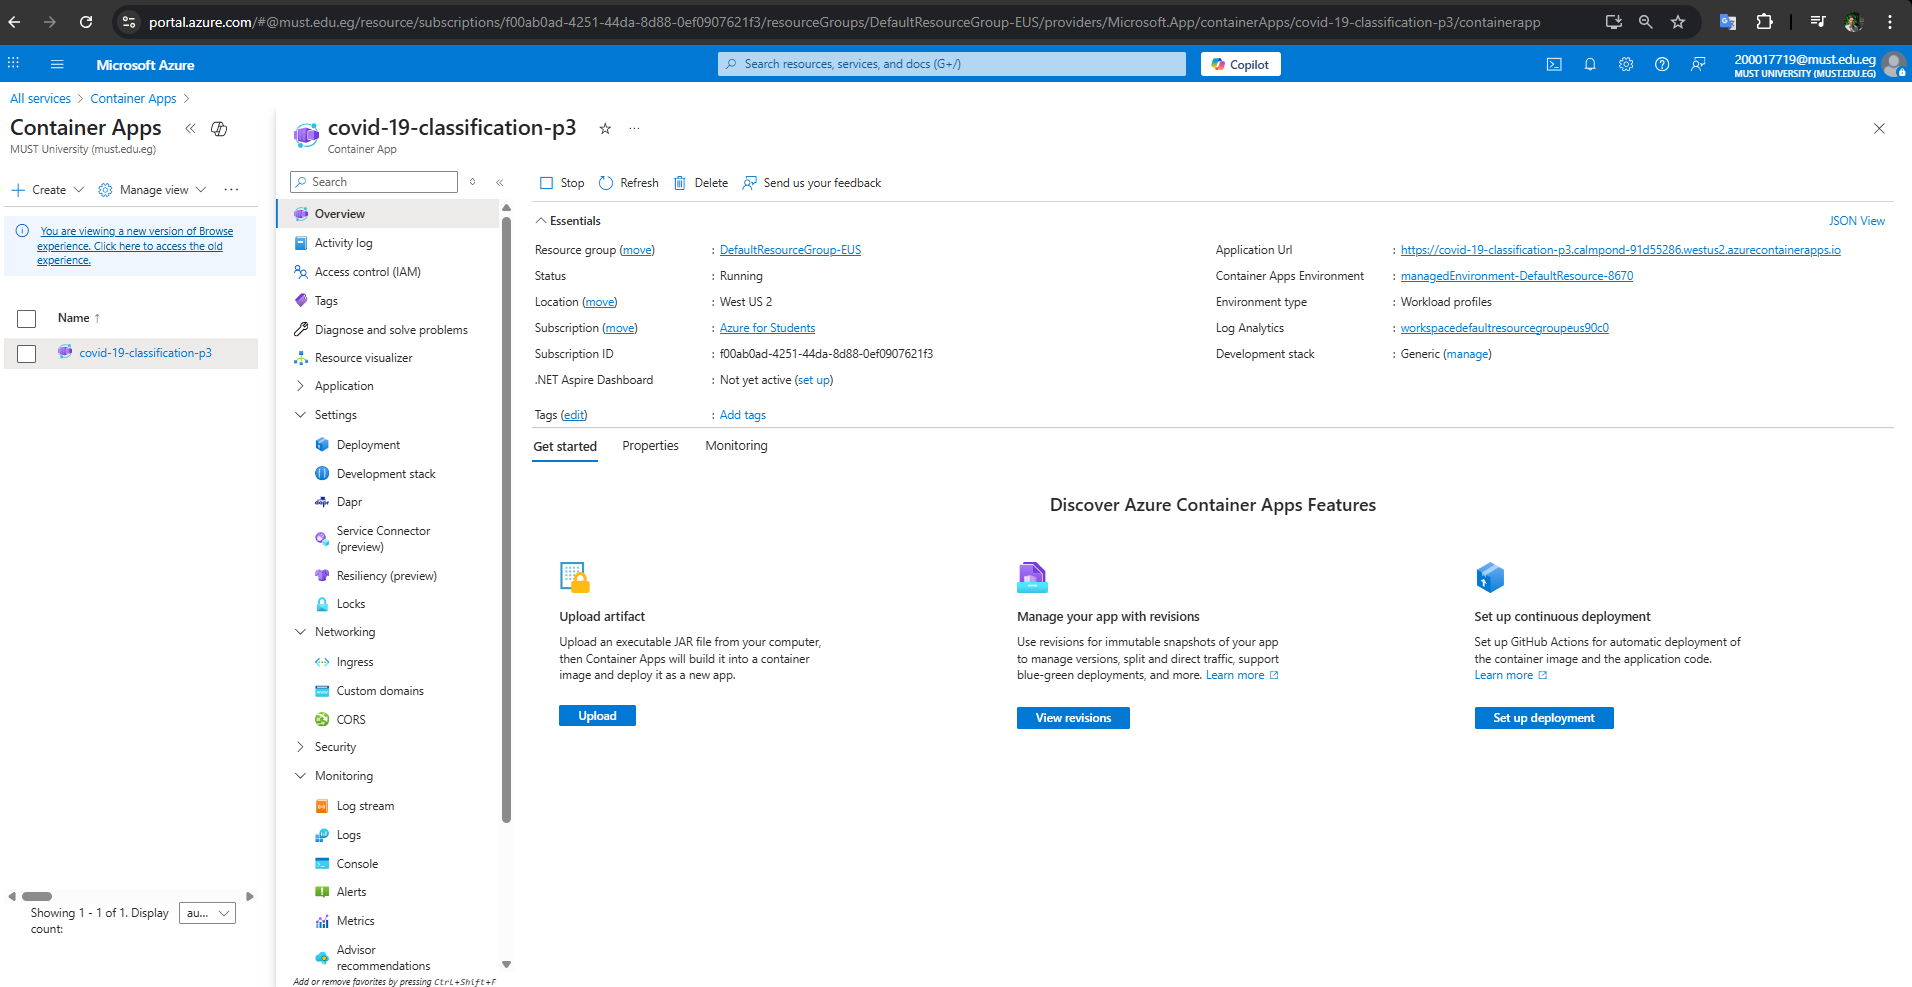 portal.azure.com/#@must.edu.eg/resource/subscriptions/f00ab0ad-4251-44da-8d88-0ef0907621f3/resourceGroups/DefaultResourceGroup-EUS/providers/Microsoft.App/containerApps/covid-19-classification-p3/containerapp
Microsoft Azure
Search resources, services, and docs (G+/)
Copilot
200017719@must.edu.eg
MUST UNIVERSITY (MUST.EDU.EG)
All services > Container Apps >
Container Apps
MUST University (must.edu.eg)
Create
Manage view
...
You are viewing a new version of Browse
experience. Click here to access the old
experience.
Name ↑
covid-19-classification-p3
Showing 1 - 1 of 1. Display
count:
au...
covid-19-classification-p3
...
Container App
Search
Overview
Activity log
Access control (IAM)
Tags
Diagnose and solve problems
Resource visualizer
Application
Settings
Deployment
Development stack
Dapr
Service Connector
(preview)
Resiliency (preview)
Locks
Networking
Ingress
Custom domains
CORS
Security
Monitoring
Log stream
Logs
Console
Alerts
Metrics
Advisor
recommendations
Add or remove favorites by pressing Ctrl+Shift+F
Stop
Refresh
Delete
Send us your feedback
Essentials
JSON View
Resource group (move) : DefaultResourceGroup-EUS
Status : Running
Location (move) : West US 2
Subscription (move) : Azure for Students
Subscription ID : f00ab0ad-4251-44da-8d88-0ef0907621f3
.NET Aspire Dashboard : Not yet active (set up)
Tags (edit) : Add tags
Application Url : https://covid-19-classification-p3.calmpond-91d55286.westus2.azurecontainerapps.io
Container Apps Environment : managedEnvironment-DefaultResource-8670
Environment type : Workload profiles
Log Analytics : workspacedefaultresourcegroupeus90c0
Development stack : Generic (manage)
Get started
Properties
Monitoring
Discover Azure Container Apps Features
Upload artifact
Upload an executable JAR file from your computer,
then Container Apps will build it into a container
image and deploy it as a new app.
Upload
Manage your app with revisions
Use revisions for immutable snapshots of your app
to manage versions, split and direct traffic, support
blue-green deployments, and more. Learn more
View revisions
Set up continuous deployment
Set up GitHub Actions for automatic deployment of
the container image and the application code.
Learn more
Set up deployment